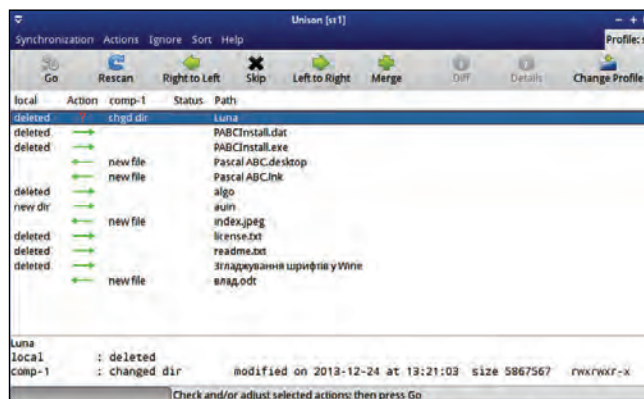 Unison [st1]
Synchronization Actions Ignore Sort Help
Profile: s
Go Rescan Right to Left Skip Left to Right Merge Diff Details Change Profile
local Action comp-1 Status Path
deleted ? chgd dir Luna
deleted PABCInstall.dat
deleted PABCInstall.exe
new file Pascal ABC.desktop
new file Pascal ABC.lnk
deleted algo
new dir auin
new file index.jpeg
deleted license.txt
deleted readme.txt
deleted Згладжування шрифтів у Wine
new file влад.odt
Luna
local : deleted
comp-1 : changed dir modified on 2013-12-24 at 13:21:03 size 5867567 rwxrwxr-x
Check and/or adjust selected actions; then press Go